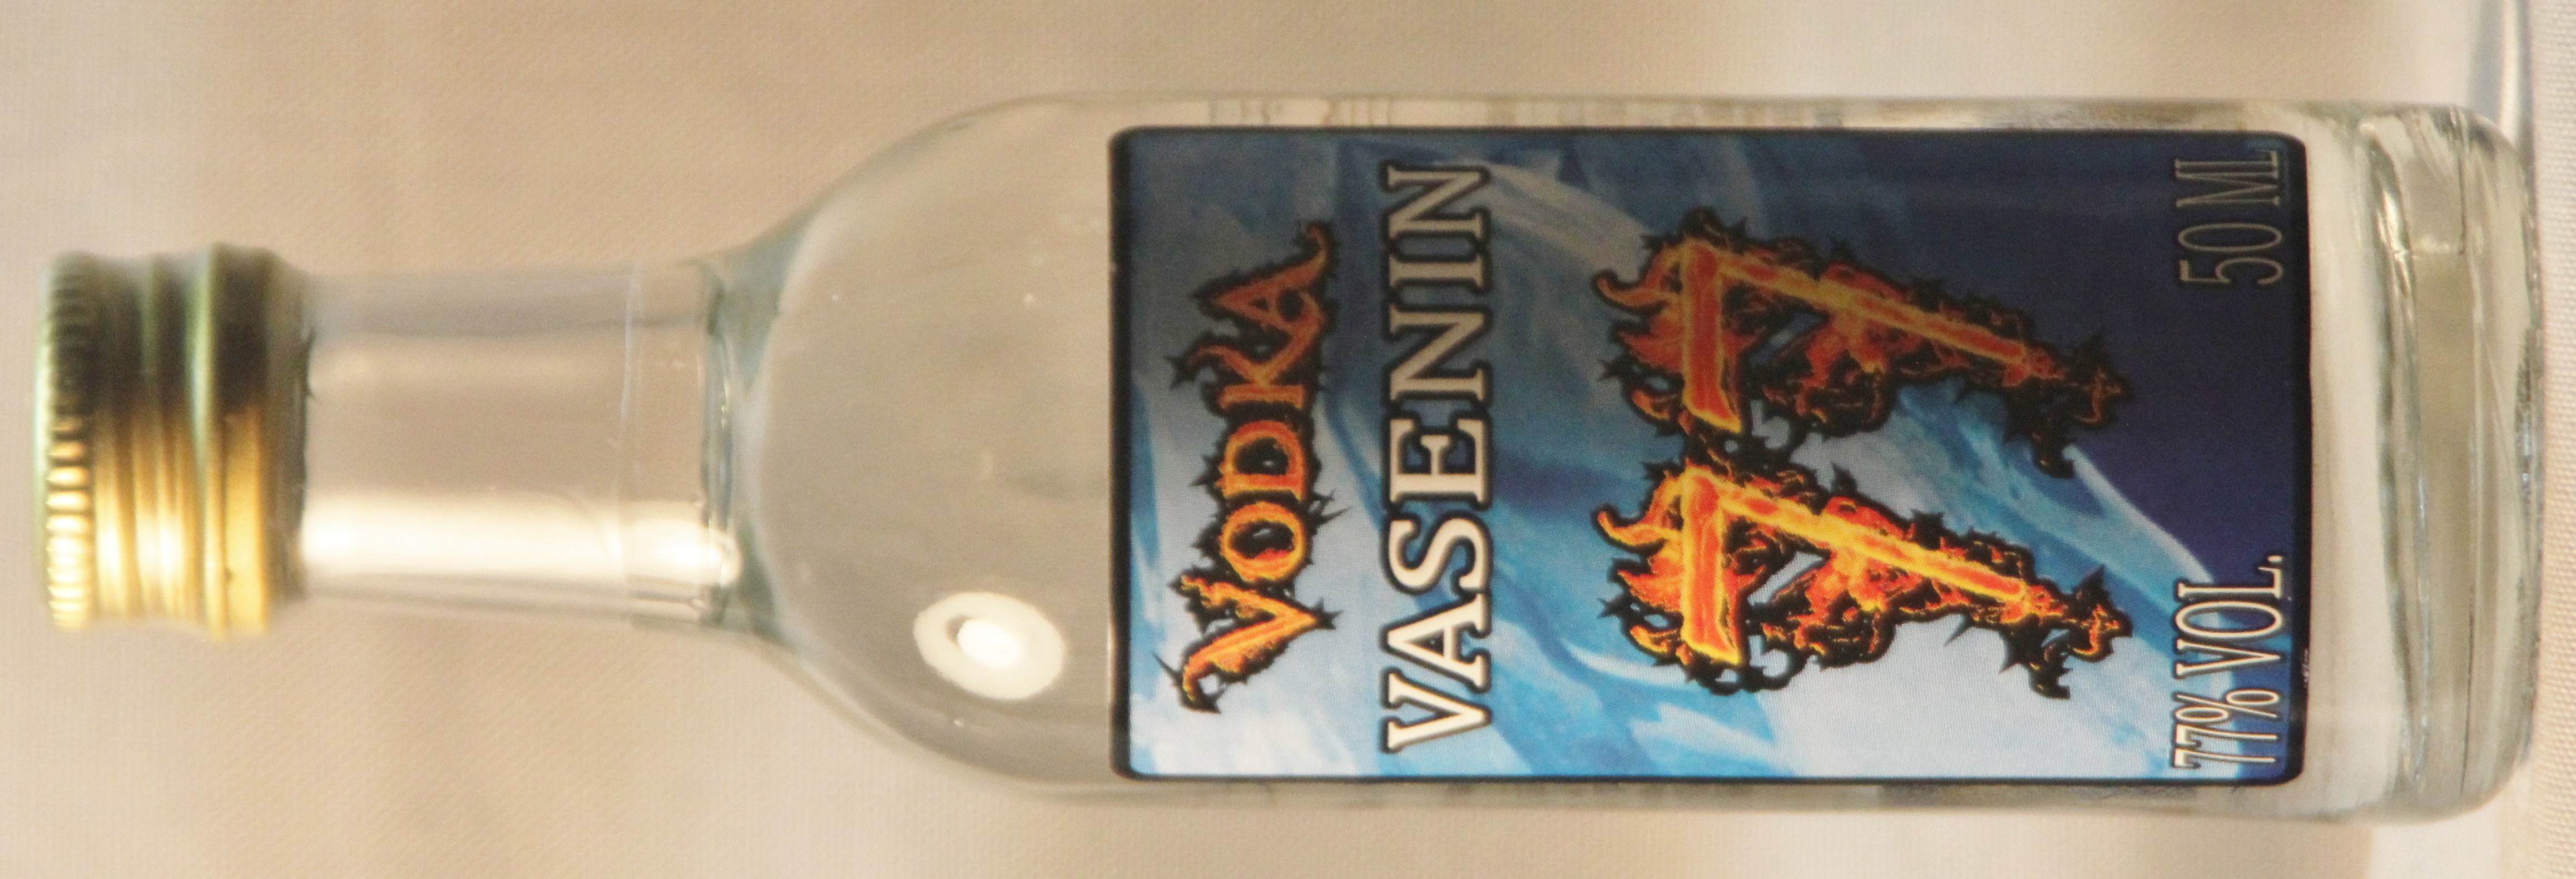 VODKA
VASENIN
77
77% VOL. 50 ML